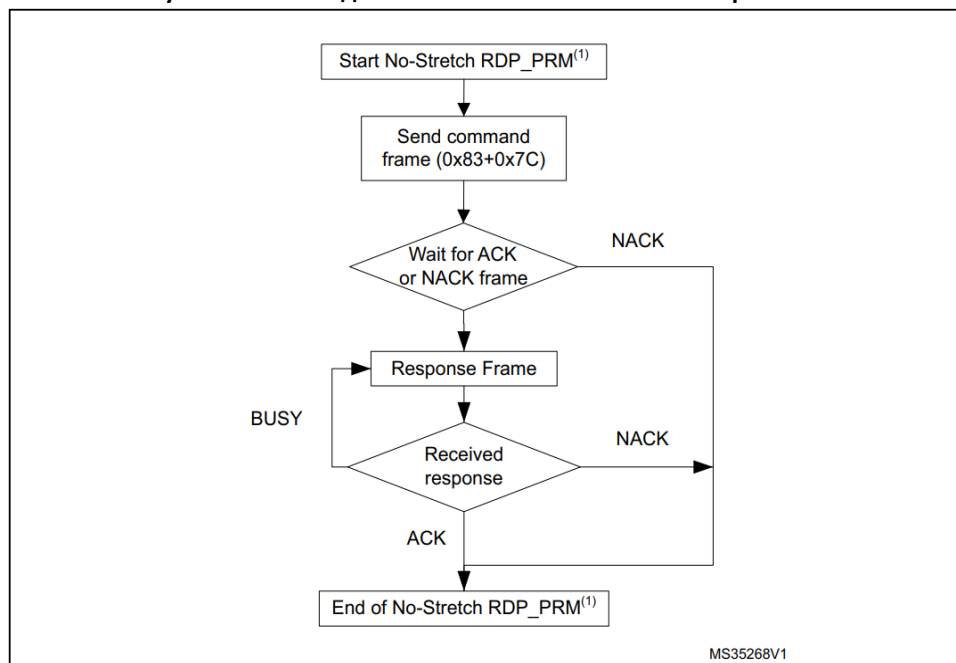 Start No-Stretch RDP_PRM(1)
Send command
frame (0x83+0x7C)
NACK
Wait for ACK
or NACK frame
Response Frame
BUSY
NACK
Received
response
ACK
End of No-Stretch RDP_PRM(1)
MS35268V1